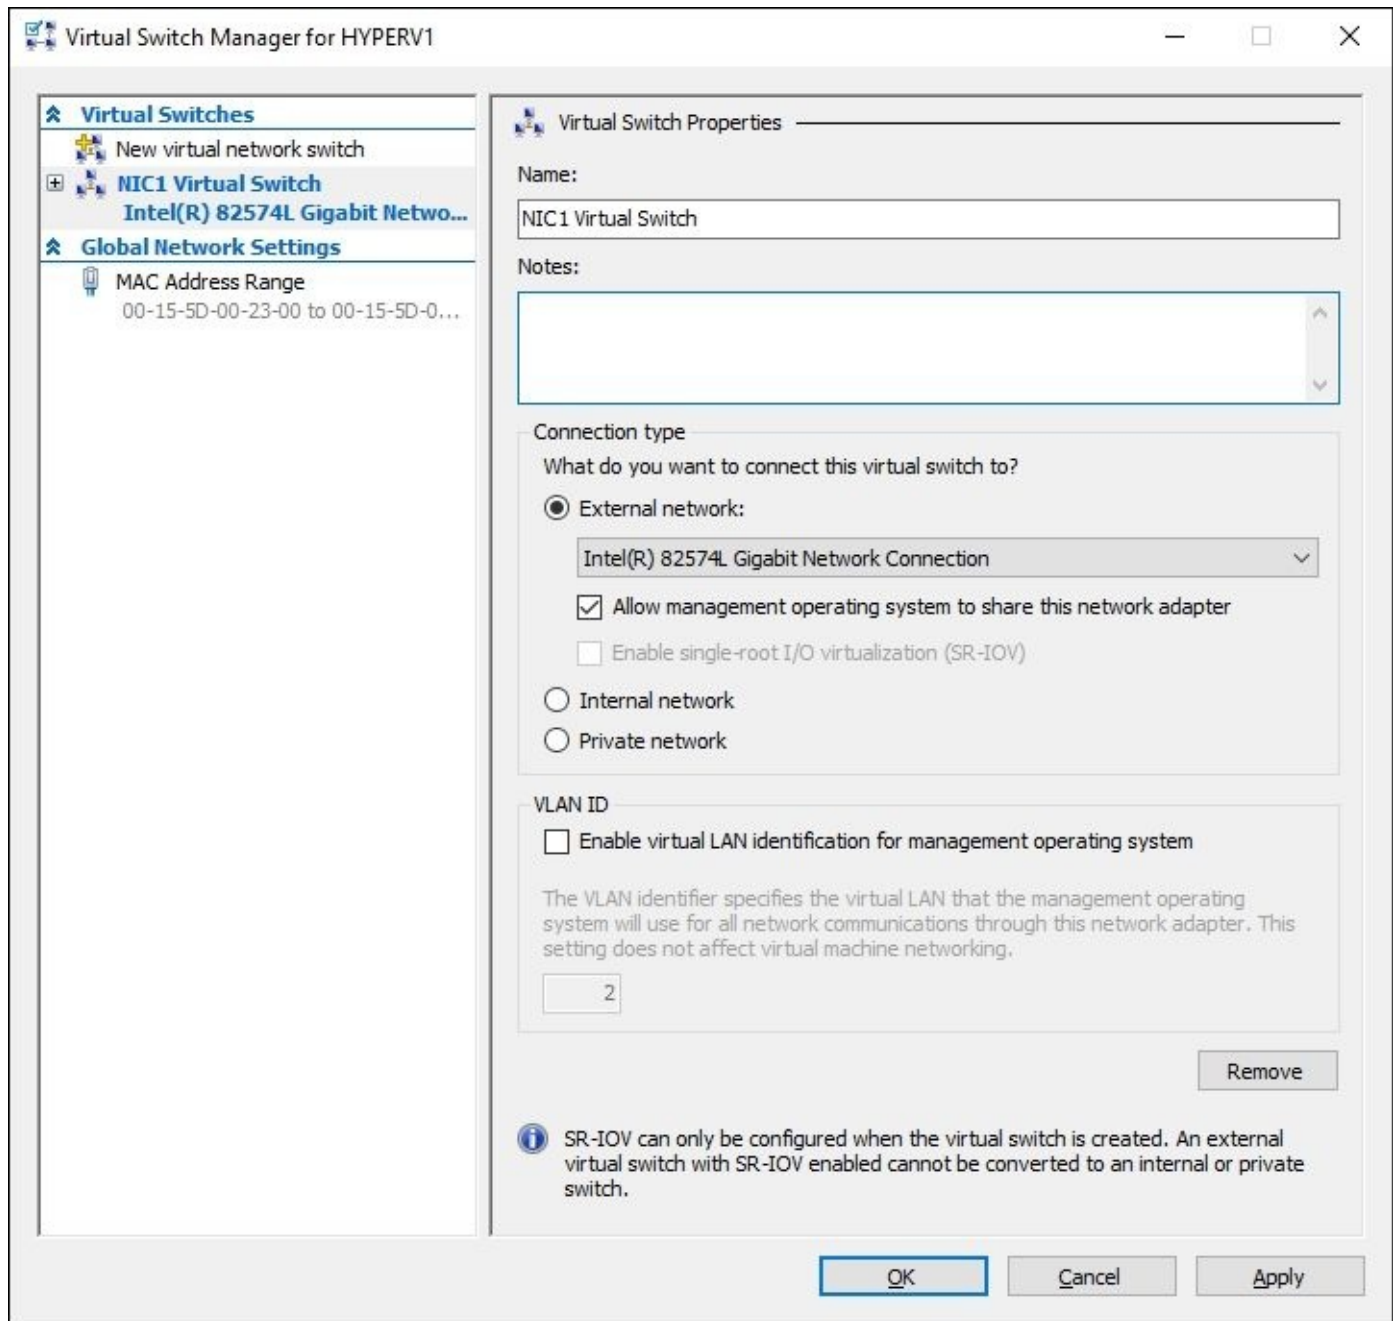 Virtual Switch Manager for HYPERV1
Virtual Switches
New virtual network switch
NIC1 Virtual Switch
Intel(R) 82574L Gigabit Netwo...
Global Network Settings
MAC Address Range
00-15-5D-00-23-00 to 00-15-5D-0...
Virtual Switch Properties
Name:
NIC1 Virtual Switch
Notes:
Connection type
What do you want to connect this virtual switch to?
External network:
Intel(R) 82574L Gigabit Network Connection
Allow management operating system to share this network adapter
Enable single-root I/O virtualization (SR-IOV)
Internal network
Private network
VLAN ID
Enable virtual LAN identification for management operating system
The VLAN identifier specifies the virtual LAN that the management operating
system will use for all network communications through this network adapter. This
setting does not affect virtual machine networking.
2
Remove
SR-IOV can only be configured when the virtual switch is created. An external
virtual switch with SR-IOV enabled cannot be converted to an internal or private
switch.
OK
Cancel
Apply